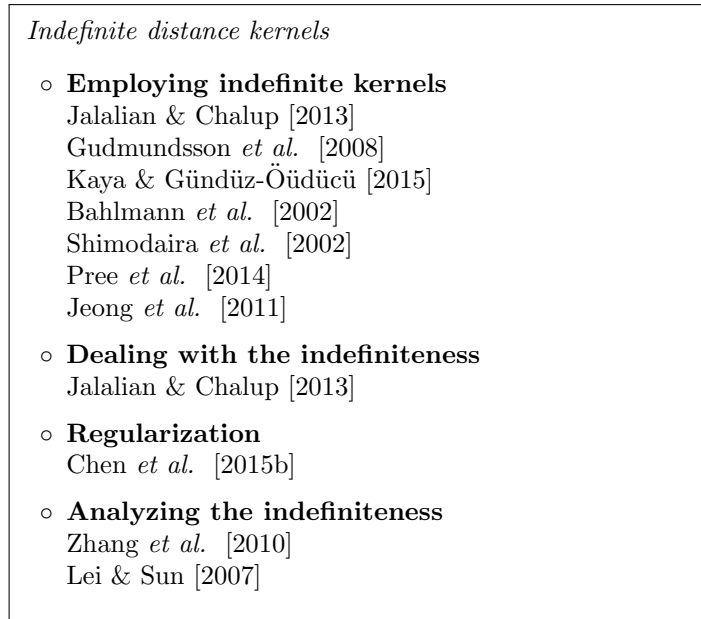 Indefinite distance kernels
◦ Employing indefinite kernels
Jalalian & Chalup [2013]
Gudmundsson et al. [2008]
Kaya & Gündüz-Öüdücü [2015]
Bahlmann et al. [2002]
Shimodaira et al. [2002]
Pree et al. [2014]
Jeong et al. [2011]
◦ Dealing with the indefiniteness
Jalalian & Chalup [2013]
◦ Regularization
Chen et al. [2015b]
◦ Analyzing the indefiniteness
Zhang et al. [2010]
Lei & Sun [2007]